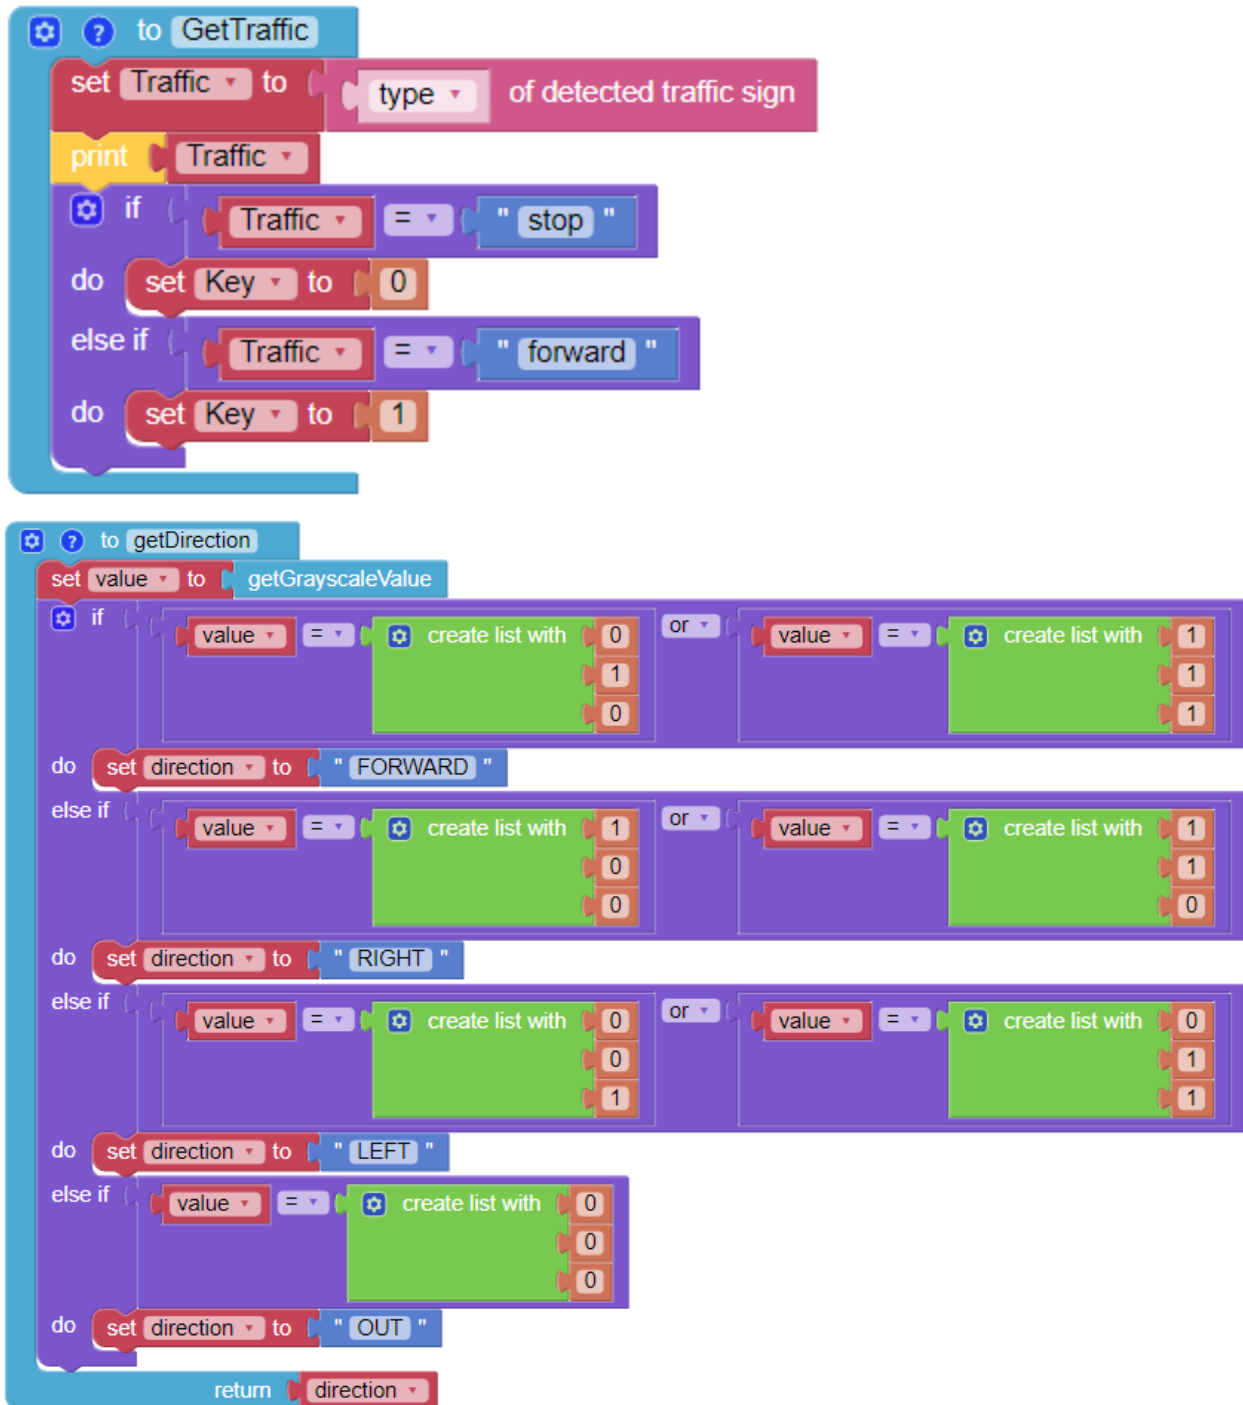 to GetTraffic
set Traffic to type of detected traffic sign
print Traffic
if Traffic = " stop "
do set Key to 0
else if Traffic = " forward "
do set Key to 1
? to getDirection
set value to getGrayscaleValue
if value = create list with 0 or value = create list with 1
1 1
0 1
do set direction to " FORWARD "
else if value = create list with 1 or value = create list with 1
0 1
0 0
do set direction to " RIGHT "
else if value = create list with 0 or value = create list with 0
0 1
1 1
do set direction to " LEFT "
else if value = create list with 0
0
0
do set direction to " OUT "
return direction